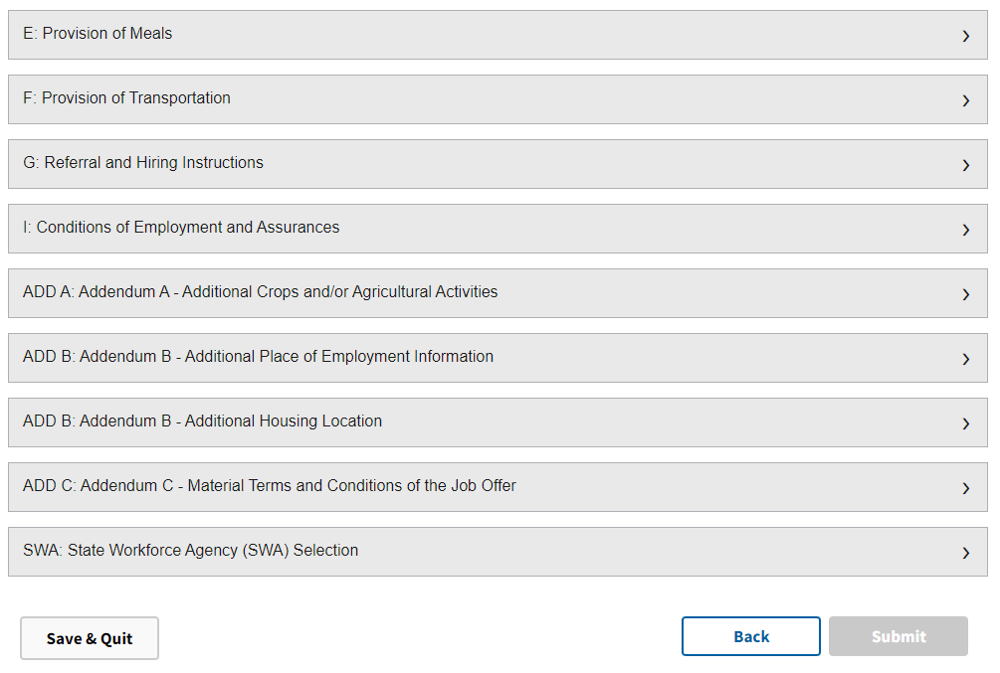 E: Provision of Meals
F: Provision of Transportation
G: Referral and Hiring Instructions
I: Conditions of Employment and Assurances
ADD A: Addendum A - Additional Crops and/or Agricultural Activities
ADD B: Addendum B - Additional Place of Employment Information
ADD B: Addendum B - Additional Housing Location
ADD C: Addendum C - Material Terms and Conditions of the Job Offer
SWA: State Workforce Agency (SWA) Selection
Save & Quit
Back
Submit